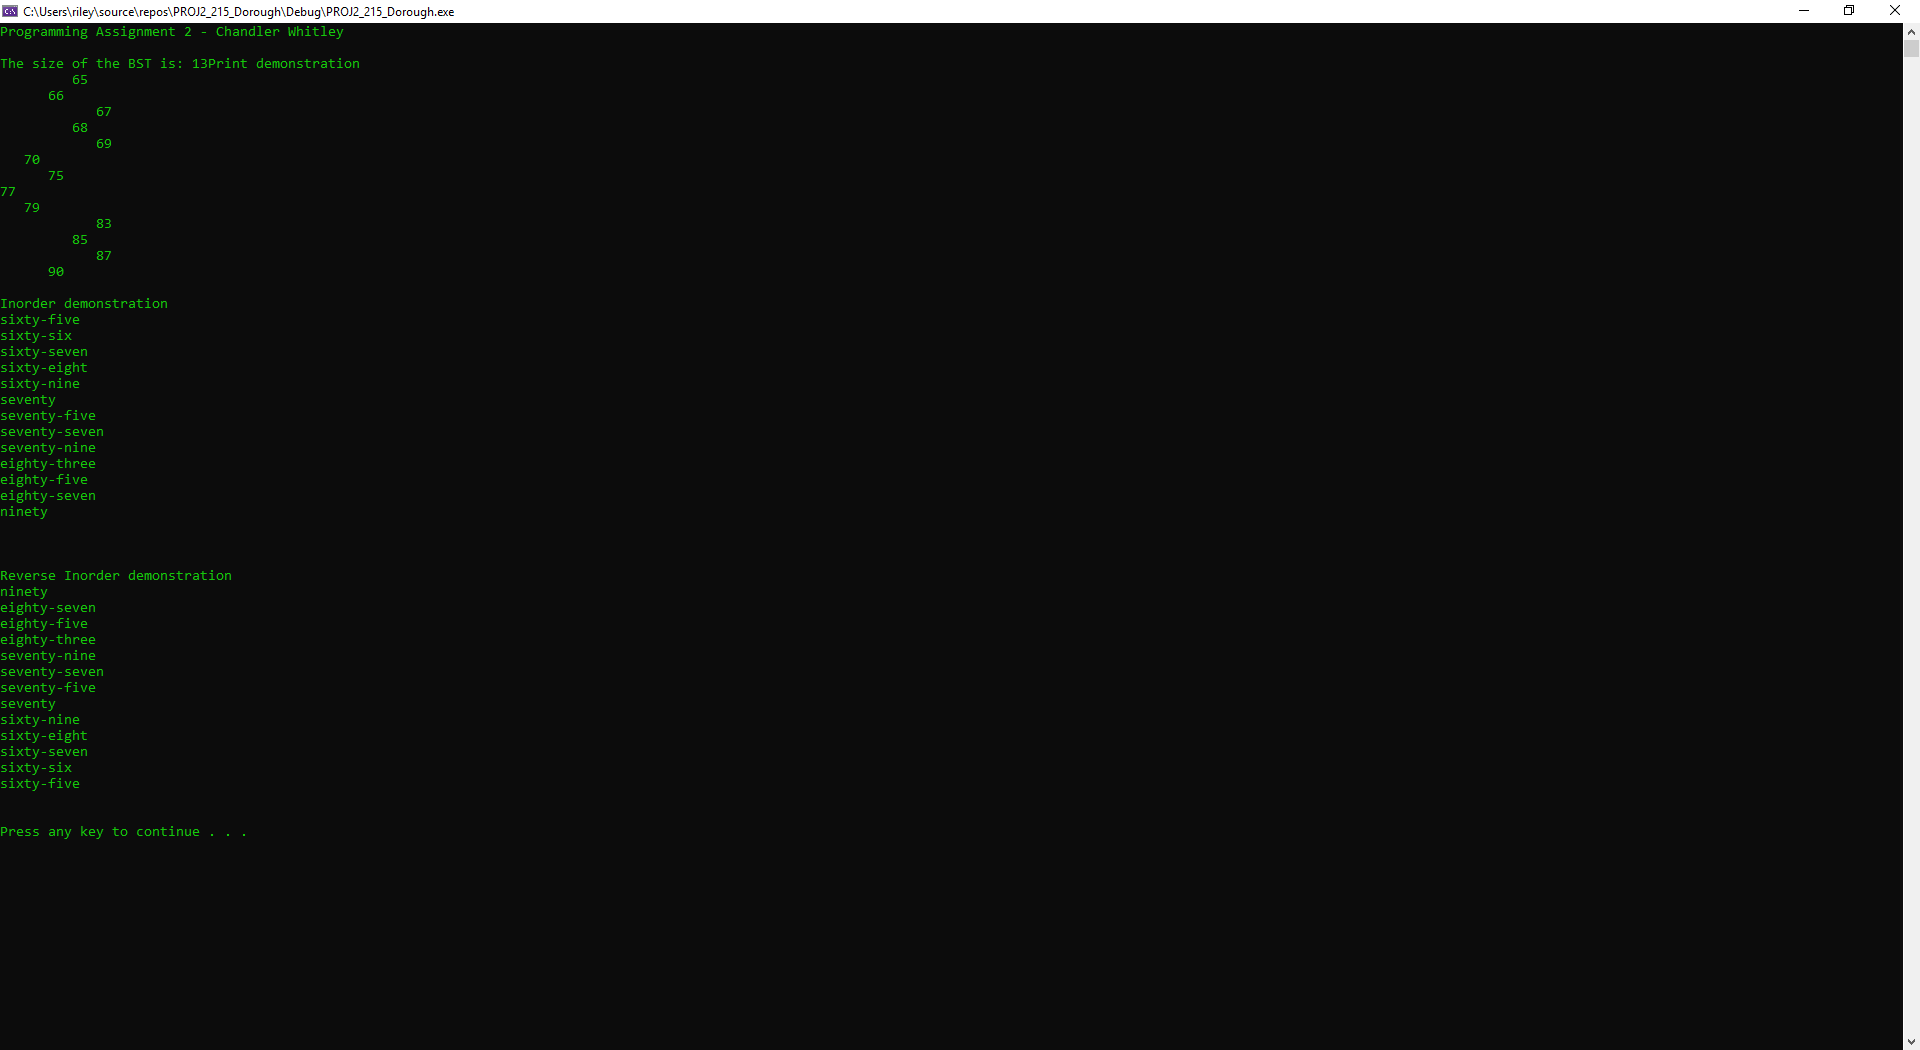 C:\Users\riley\source\repos\PROJ2_215_Dorough\Debug\PROJ2_215_Dorough.exe
Programming Assignment 2 - Chandler Whitley
The size of the BST is: 13Print demonstration
65
66
67
68
69
70
75
77
79
83
85
87
90
Inorder demonstration
sixty-five
sixty-six
sixty-seven
sixty-eight
sixty-nine
seventy
seventy-five
seventy-seven
seventy-nine
eighty-three
eighty-five
eighty-seven
ninety
Reverse Inorder demonstration
ninety
eighty-seven
eighty-five
eighty-three
seventy-nine
seventy-seven
seventy-five
seventy
sixty-nine
sixty-eight
sixty-seven
sixty-six
sixty-five
Press any key to continue . . .